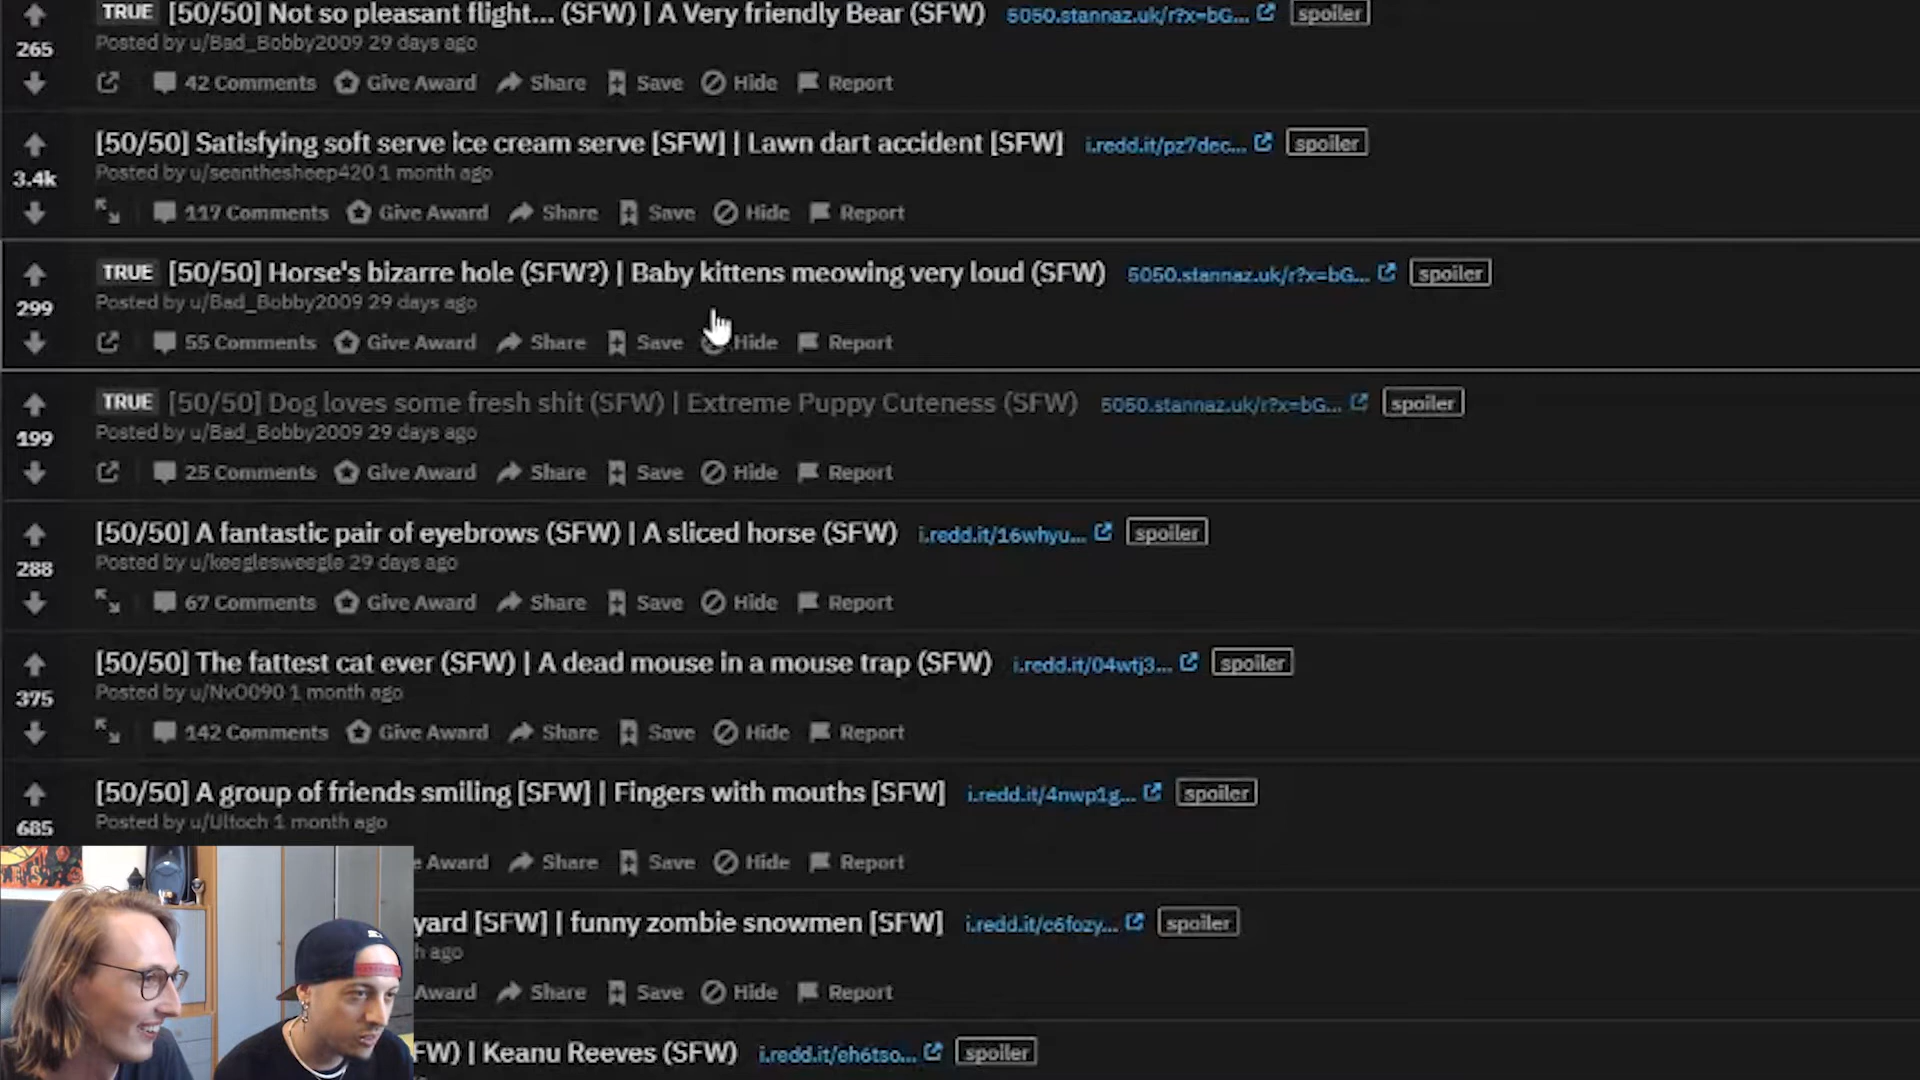 TRUE [50/50] Not so pleasant flight... (SFW) | A Very friendly Bear (SFW) 5050.stannaz.uk/r?x=bG... spoiler
265
Posted by u/Bad_Bobby2009 29 days ago
42 Comments Give Award Share Save Hide Report
[50/50] Satisfying soft serve ice cream serve [SFW] | Lawn dart accident [SFW] i.redd.it/pz7dec... spoiler
3.4k
Posted by u/seanthesheep420 1 month ago
117 Comments Give Award Share Save Hide Report
TRUE [50/50] Horse's bizarre hole (SFW?) | Baby kittens meowing very loud (SFW) 5050.stannaz.uk/r?x=bG... spoiler
299
Posted by u/Bad_Bobby2009 29 days ago
55 Comments Give Award Share Save Hide Report
TRUE [50/50] Dog loves some fresh shit (SFW) | Extreme Puppy Cuteness (SFW) 5050.stannaz.uk/r?x=bG... spoiler
199
Posted by u/Bad_Bobby2009 29 days ago
25 Comments Give Award Share Save Hide Report
[50/50] A fantastic pair of eyebrows (SFW) | A sliced horse (SFW) i.redd.it/16whyu... spoiler
288
Posted by u/keeglesweegle 29 days ago
67 Comments Give Award Share Save Hide Report
[50/50] The fattest cat ever (SFW) | A dead mouse in a mouse trap (SFW) i.redd.it/04wtj3... spoiler
375
Posted by u/NvO090 1 month ago
142 Comments Give Award Share Save Hide Report
[50/50] A group of friends smiling [SFW] | Fingers with mouths [SFW] i.redd.it/4nwp1g... spoiler
685
Posted by u/Ultoch 1 month ago
e Award Share Save Hide Report
yard [SFW] | funny zombie snowmen [SFW] i.redd.it/c6fozy... spoiler
h ago
Award Share Save Hide Report
FW) | Keanu Reeves (SFW) i.redd.it/eh6tso... spoiler